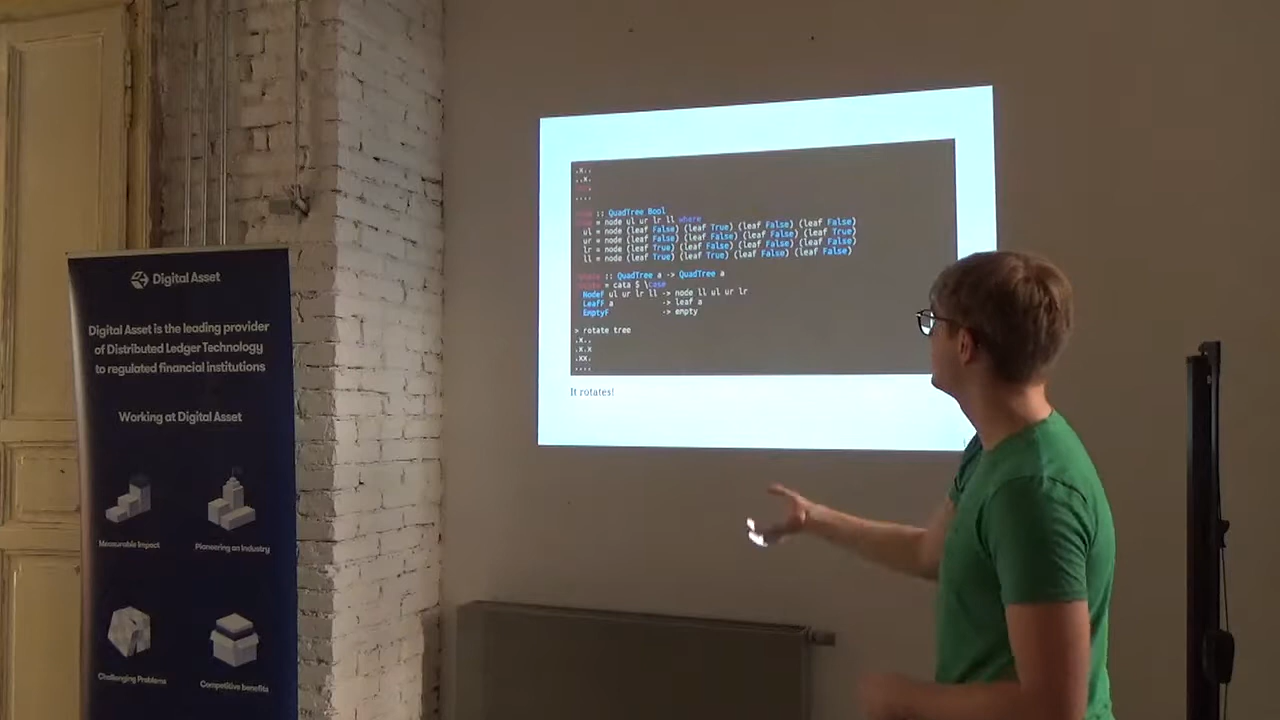 Digital Asset
Digital Asset is the leading provider
of Distributed Ledger Technology
to regulated financial institutions
Working at Digital Asset
Measurable Impact
Pioneering an Industry
Challenging Problems
Competitive benefits
.x..
..x.
....
:: QuadTree Bool
= node ul ur lr ll where
ul = node (leaf False) (leaf True) (leaf False) (leaf False)
ur = node (leaf False) (leaf False) (leaf False) (leaf True)
lr = node (leaf True) (leaf False) (leaf False) (leaf False)
ll = node (leaf True) (leaf True) (leaf False) (leaf False)
:: QuadTree a -> QuadTree a
= cata $ \case
NodeF ul ur lr ll -> node ll ul ur lr
LeafF a -> leaf a
EmptyF -> empty
> rotate tree
.x..
.x.x
.xx.
....
It rotates!